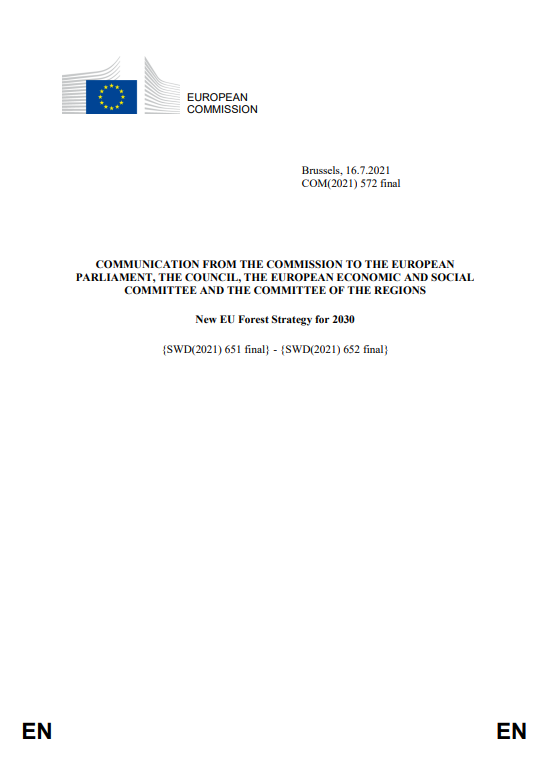 EUROPEAN
COMMISSION
Brussels, 16.7.2021
COM(2021) 572 final
COMMUNICATION FROM THE COMMISSION TO THE EUROPEAN
PARLIAMENT, THE COUNCIL, THE EUROPEAN ECONOMIC AND SOCIAL
COMMITTEE AND THE COMMITTEE OF THE REGIONS
New EU Forest Strategy for 2030
{SWD(2021) 651 final} - {SWD(2021) 652 final}
EN EN